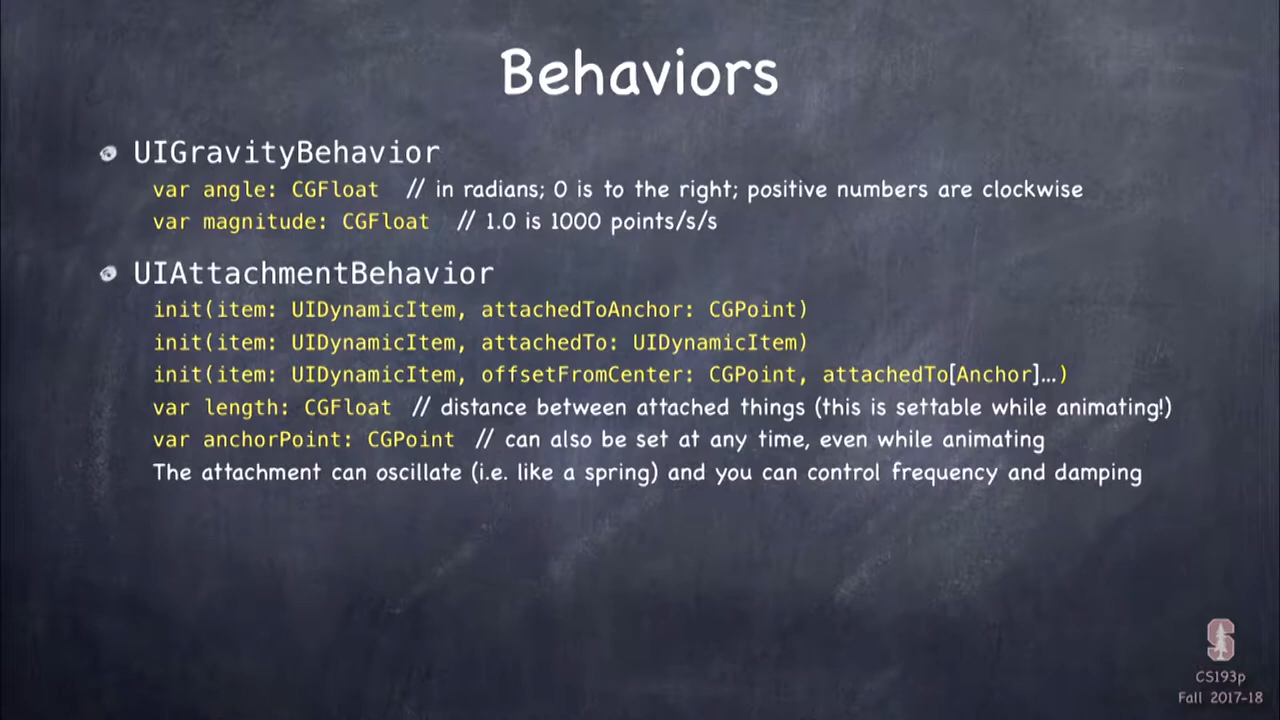 Behaviors
UIGravityBehavior
var angle: CGFloat // in radians; 0 is to the right; positive numbers are clockwise
var magnitude: CGFloat // 1.0 is 1000 points/s/s
UIAttachmentBehavior
init(item: UIDynamicItem, attachedToAnchor: CGPoint)
init(item: UIDynamicItem, attachedTo: UIDynamicItem)
init(item: UIDynamicItem, offsetFromCenter: CGPoint, attachedTo[Anchor]…)
var length: CGFloat // distance between attached things (this is settable while animating!)
var anchorPoint: CGPoint // can also be set at any time, even while animating
The attachment can oscillate (i.e. like a spring) and you can control frequency and damping
S
CS193p
Fall 2017-18